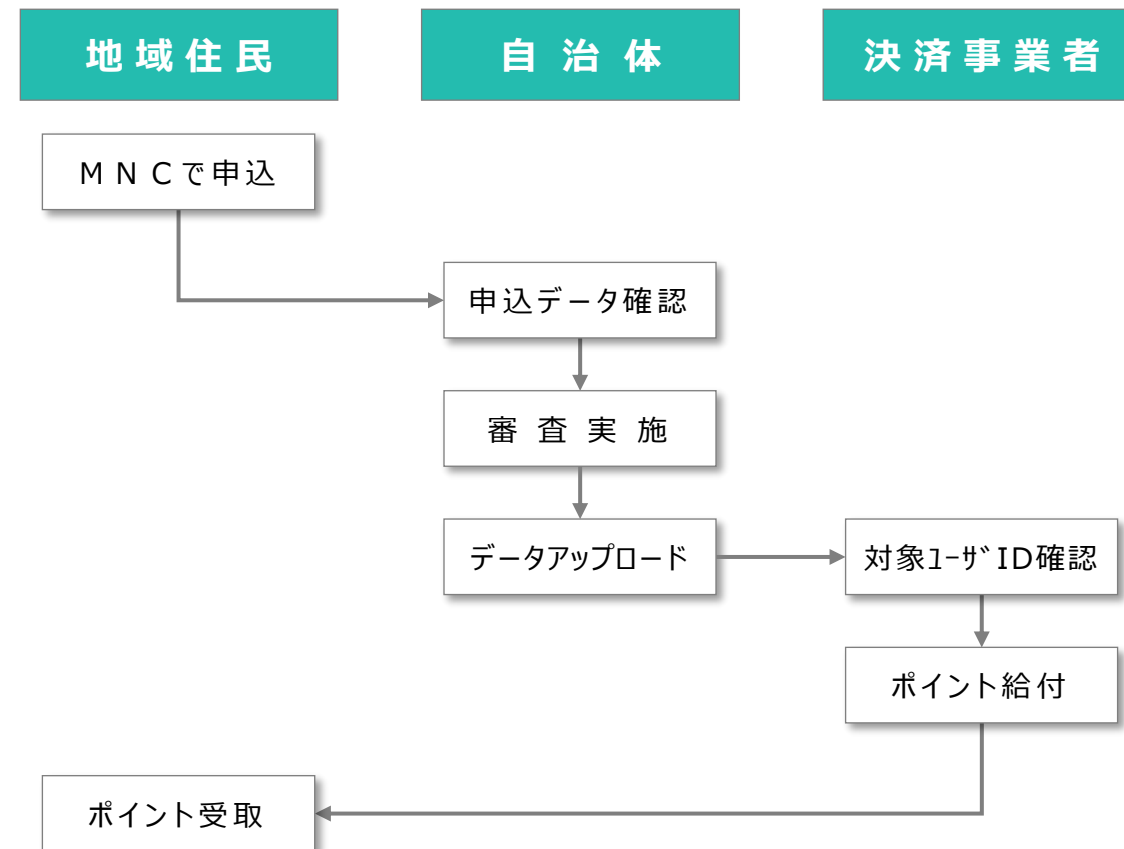 地域住民
自治体
決済事業者
MNCで申込
申込データ確認
審査実施
データアップロード
対象ﾕｰｻﾞID確認
ポイント給付
ポイント受取